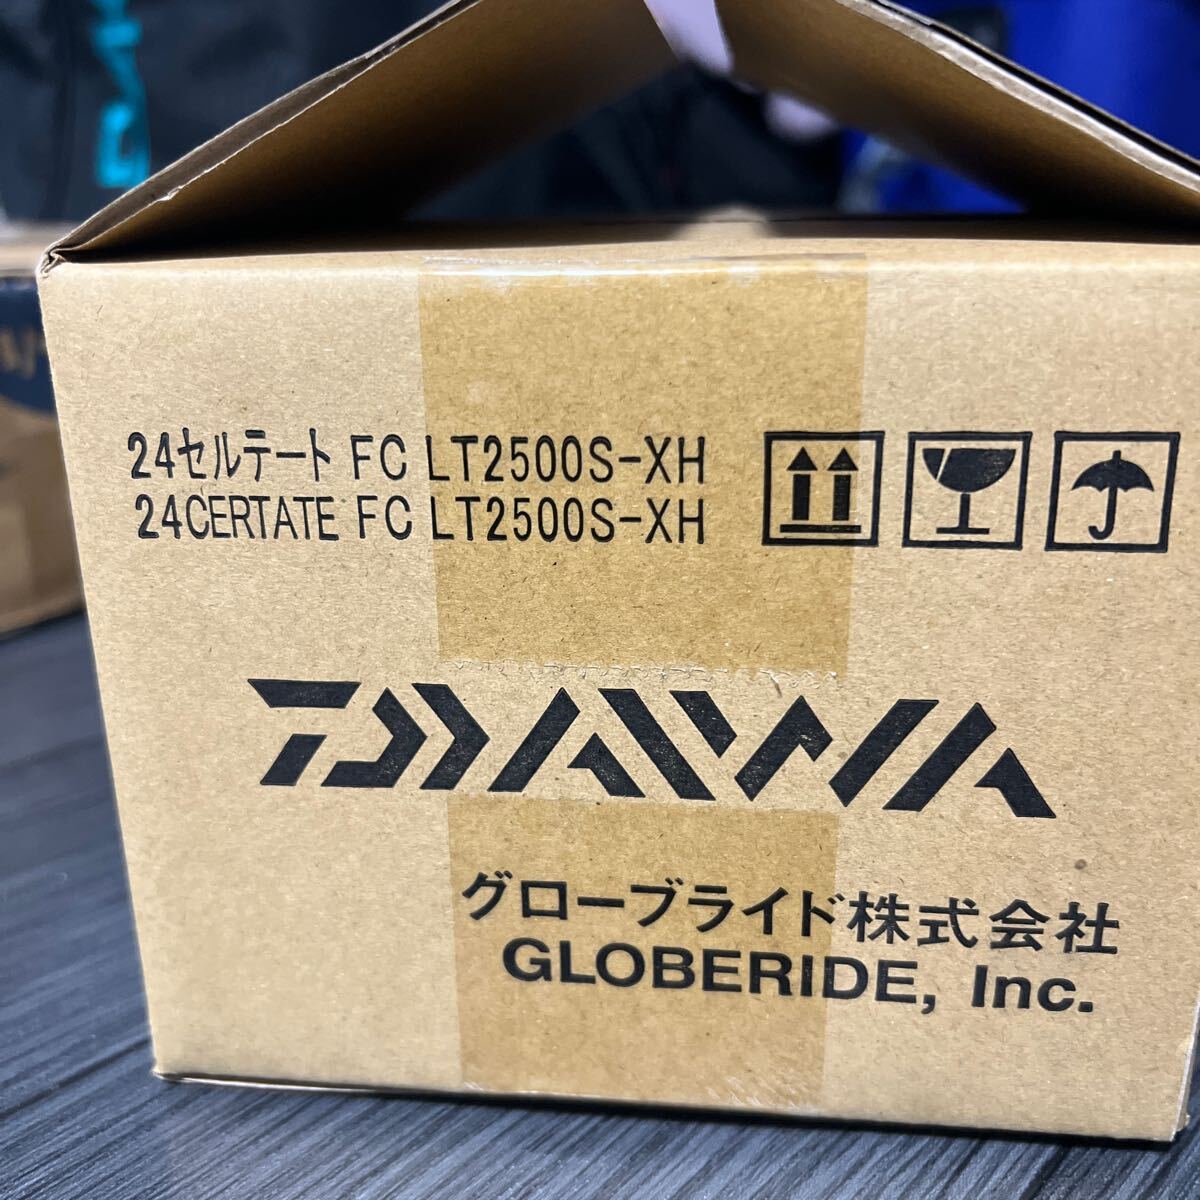 24セルテート FC LT2500S-XH
24CERTATE FC LT2500S-XH
DAIWA
グローブライド株式会社
GLOBERIDE, Inc.